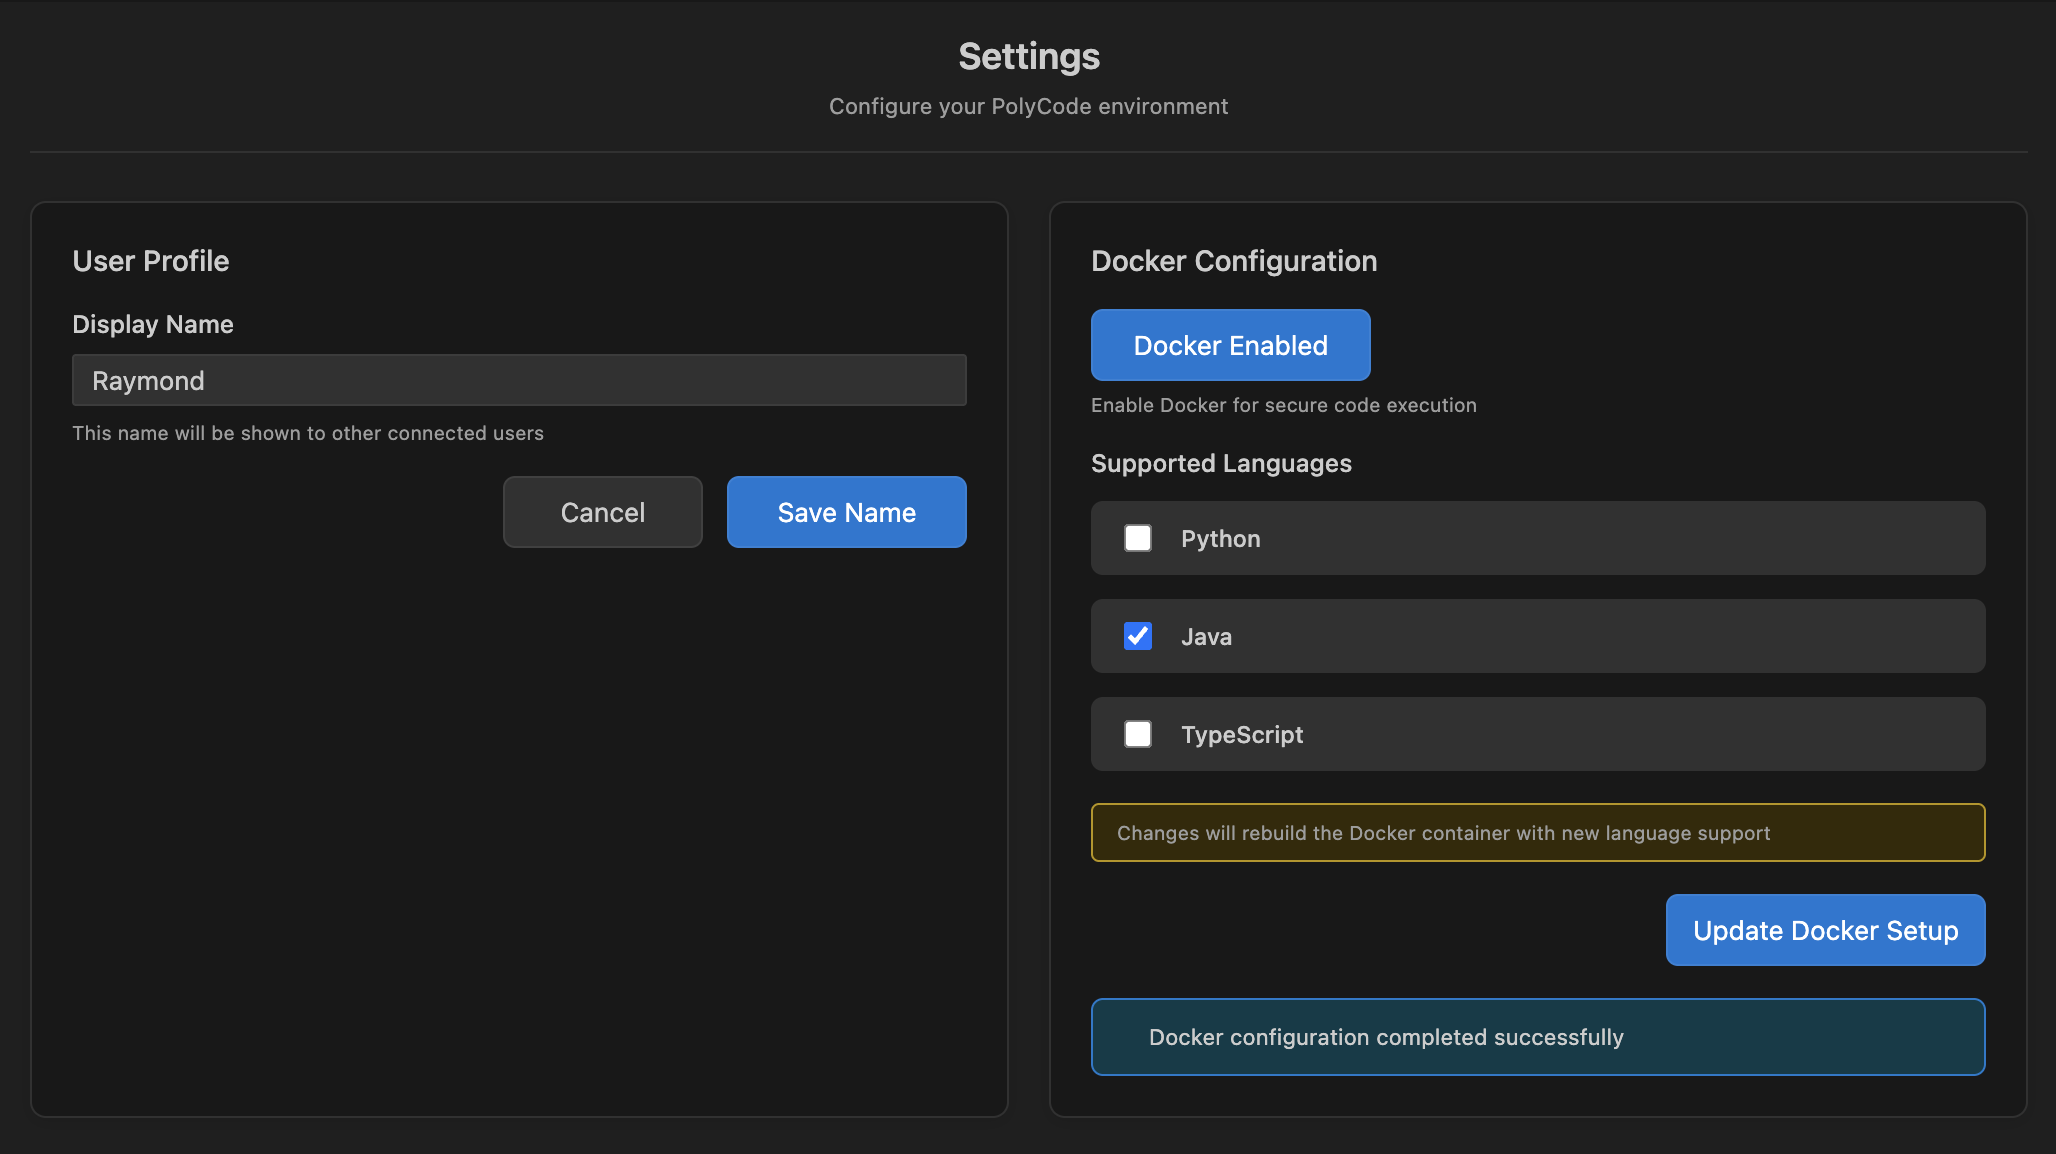 Settings
Configure your PolyCode environment
User Profile
Display Name
Raymond
This name will be shown to other connected users
Cancel
Save Name
Docker Configuration
Docker Enabled
Enable Docker for secure code execution
Supported Languages
Python
Java
TypeScript
Changes will rebuild the Docker container with new language support
Update Docker Setup
Docker configuration completed successfully